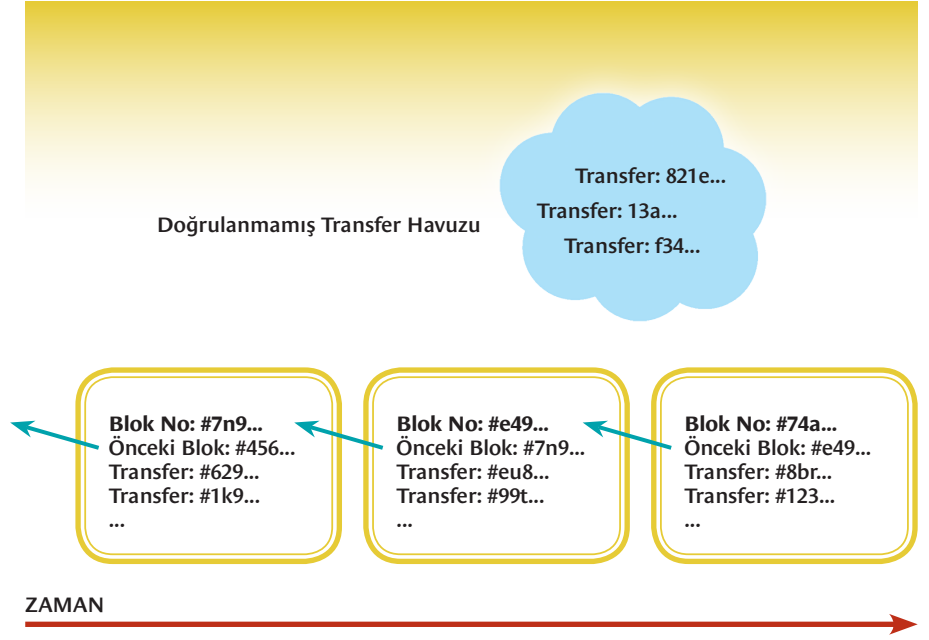 Transfer: 821e...
Transfer: 13a...
Doğrulanmamış Transfer Havuzu
Transfer: f34...
Blok No: #7n9...
Önceki Blok: #456...
Transfer: #629...
Transfer: #1k9...
...
Blok No: #e49...
Önceki Blok: #7n9...
Transfer: #eu8...
Transfer: #99t...
...
Blok No: #74a...
Önceki Blok: #e49...
Transfer: #8br...
Transfer: #123...
...
ZAMAN